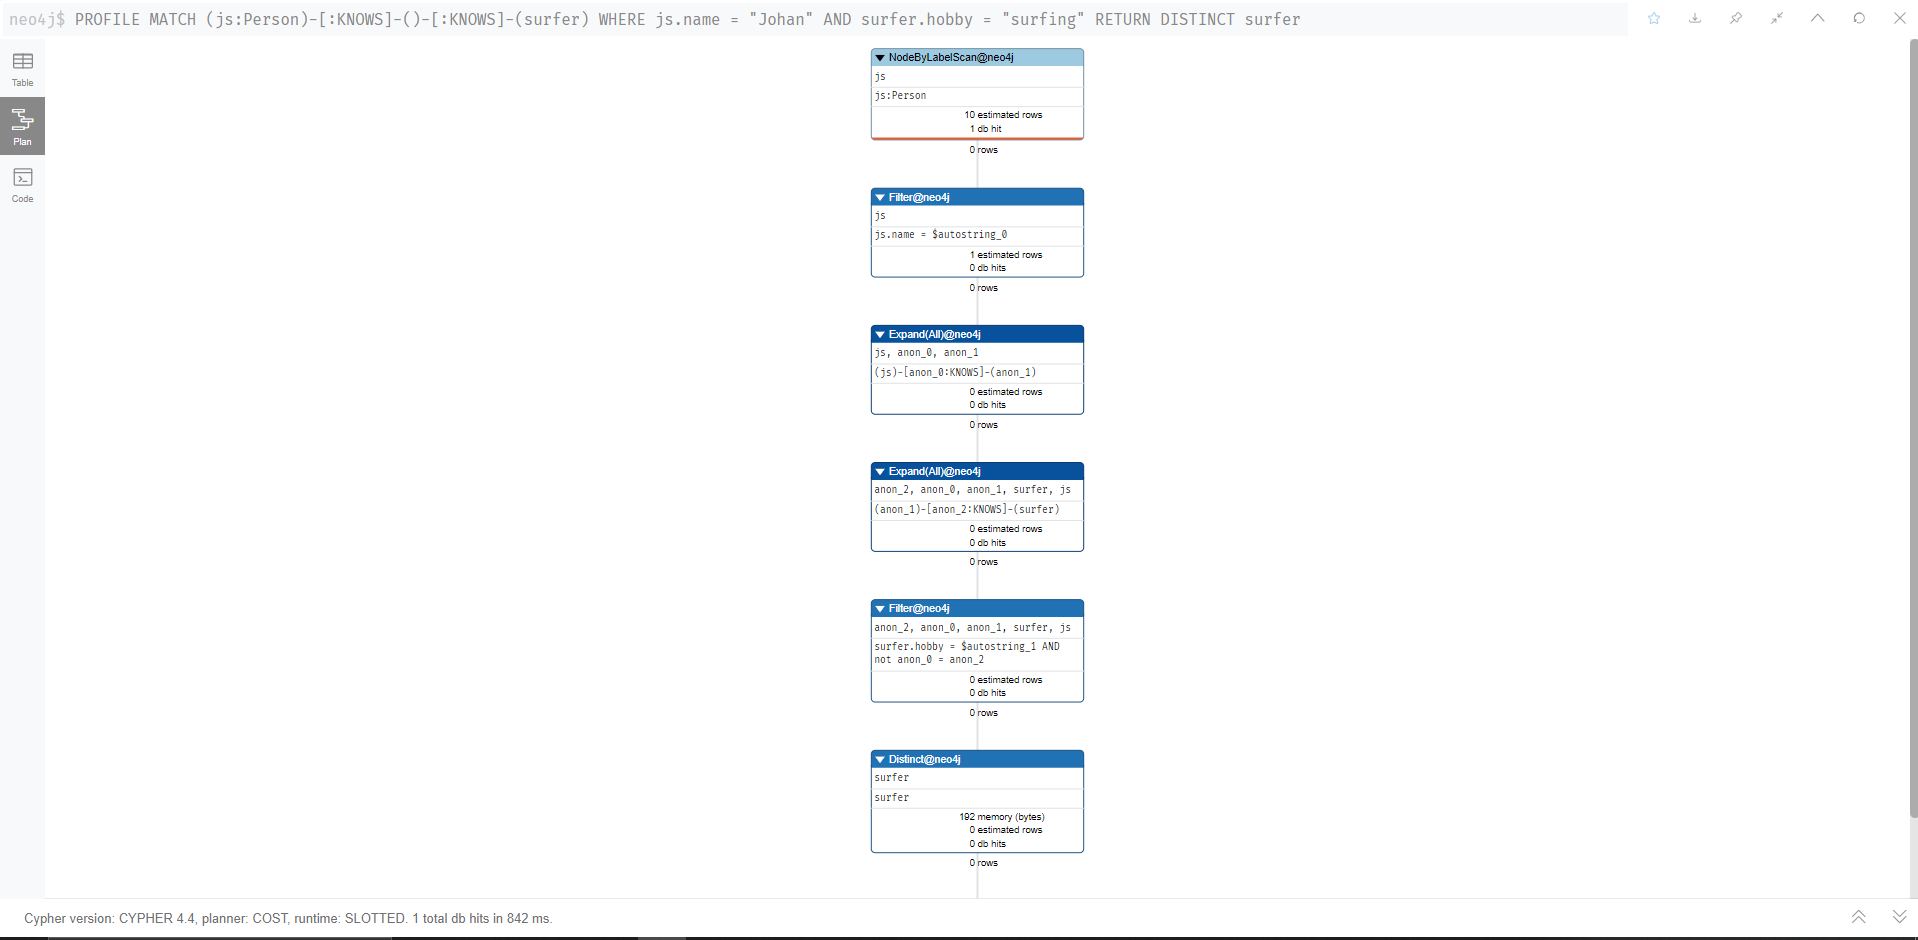 neo4j$ PROFILE MATCH (js:Person)-[:KNOWS]-()-[:KNOWS]-(surfer) WHERE js.name = "Johan" AND surfer.hobby = "surfing" RETURN DISTINCT surfer
Table
Plan
Code
NodeByLabelScan@neo4j
js
js:Person
10 estimated rows
1 db hit
0 rows
Filter@neo4j
js
js.name = $autostring_0
1 estimated rows
0 db hits
0 rows
Expand(All)@neo4j
js, anon_0, anon_1
(js)-[anon_0:KNOWS]-(anon_1)
0 estimated rows
0 db hits
0 rows
Expand(All)@neo4j
anon_2, anon_0, anon_1, surfer, js
(anon_1)-[anon_2:KNOWS]-(surfer)
0 estimated rows
0 db hits
0 rows
Filter@neo4j
anon_2, anon_0, anon_1, surfer, js
surfer.hobby = $autostring_1 AND
not anon_0 = anon_2
0 estimated rows
0 db hits
0 rows
Distinct@neo4j
surfer
surfer
192 memory (bytes)
0 estimated rows
0 db hits
0 rows
Cypher version: CYPHER 4.4, planner: COST, runtime: SLOTTED. 1 total db hits in 842 ms.